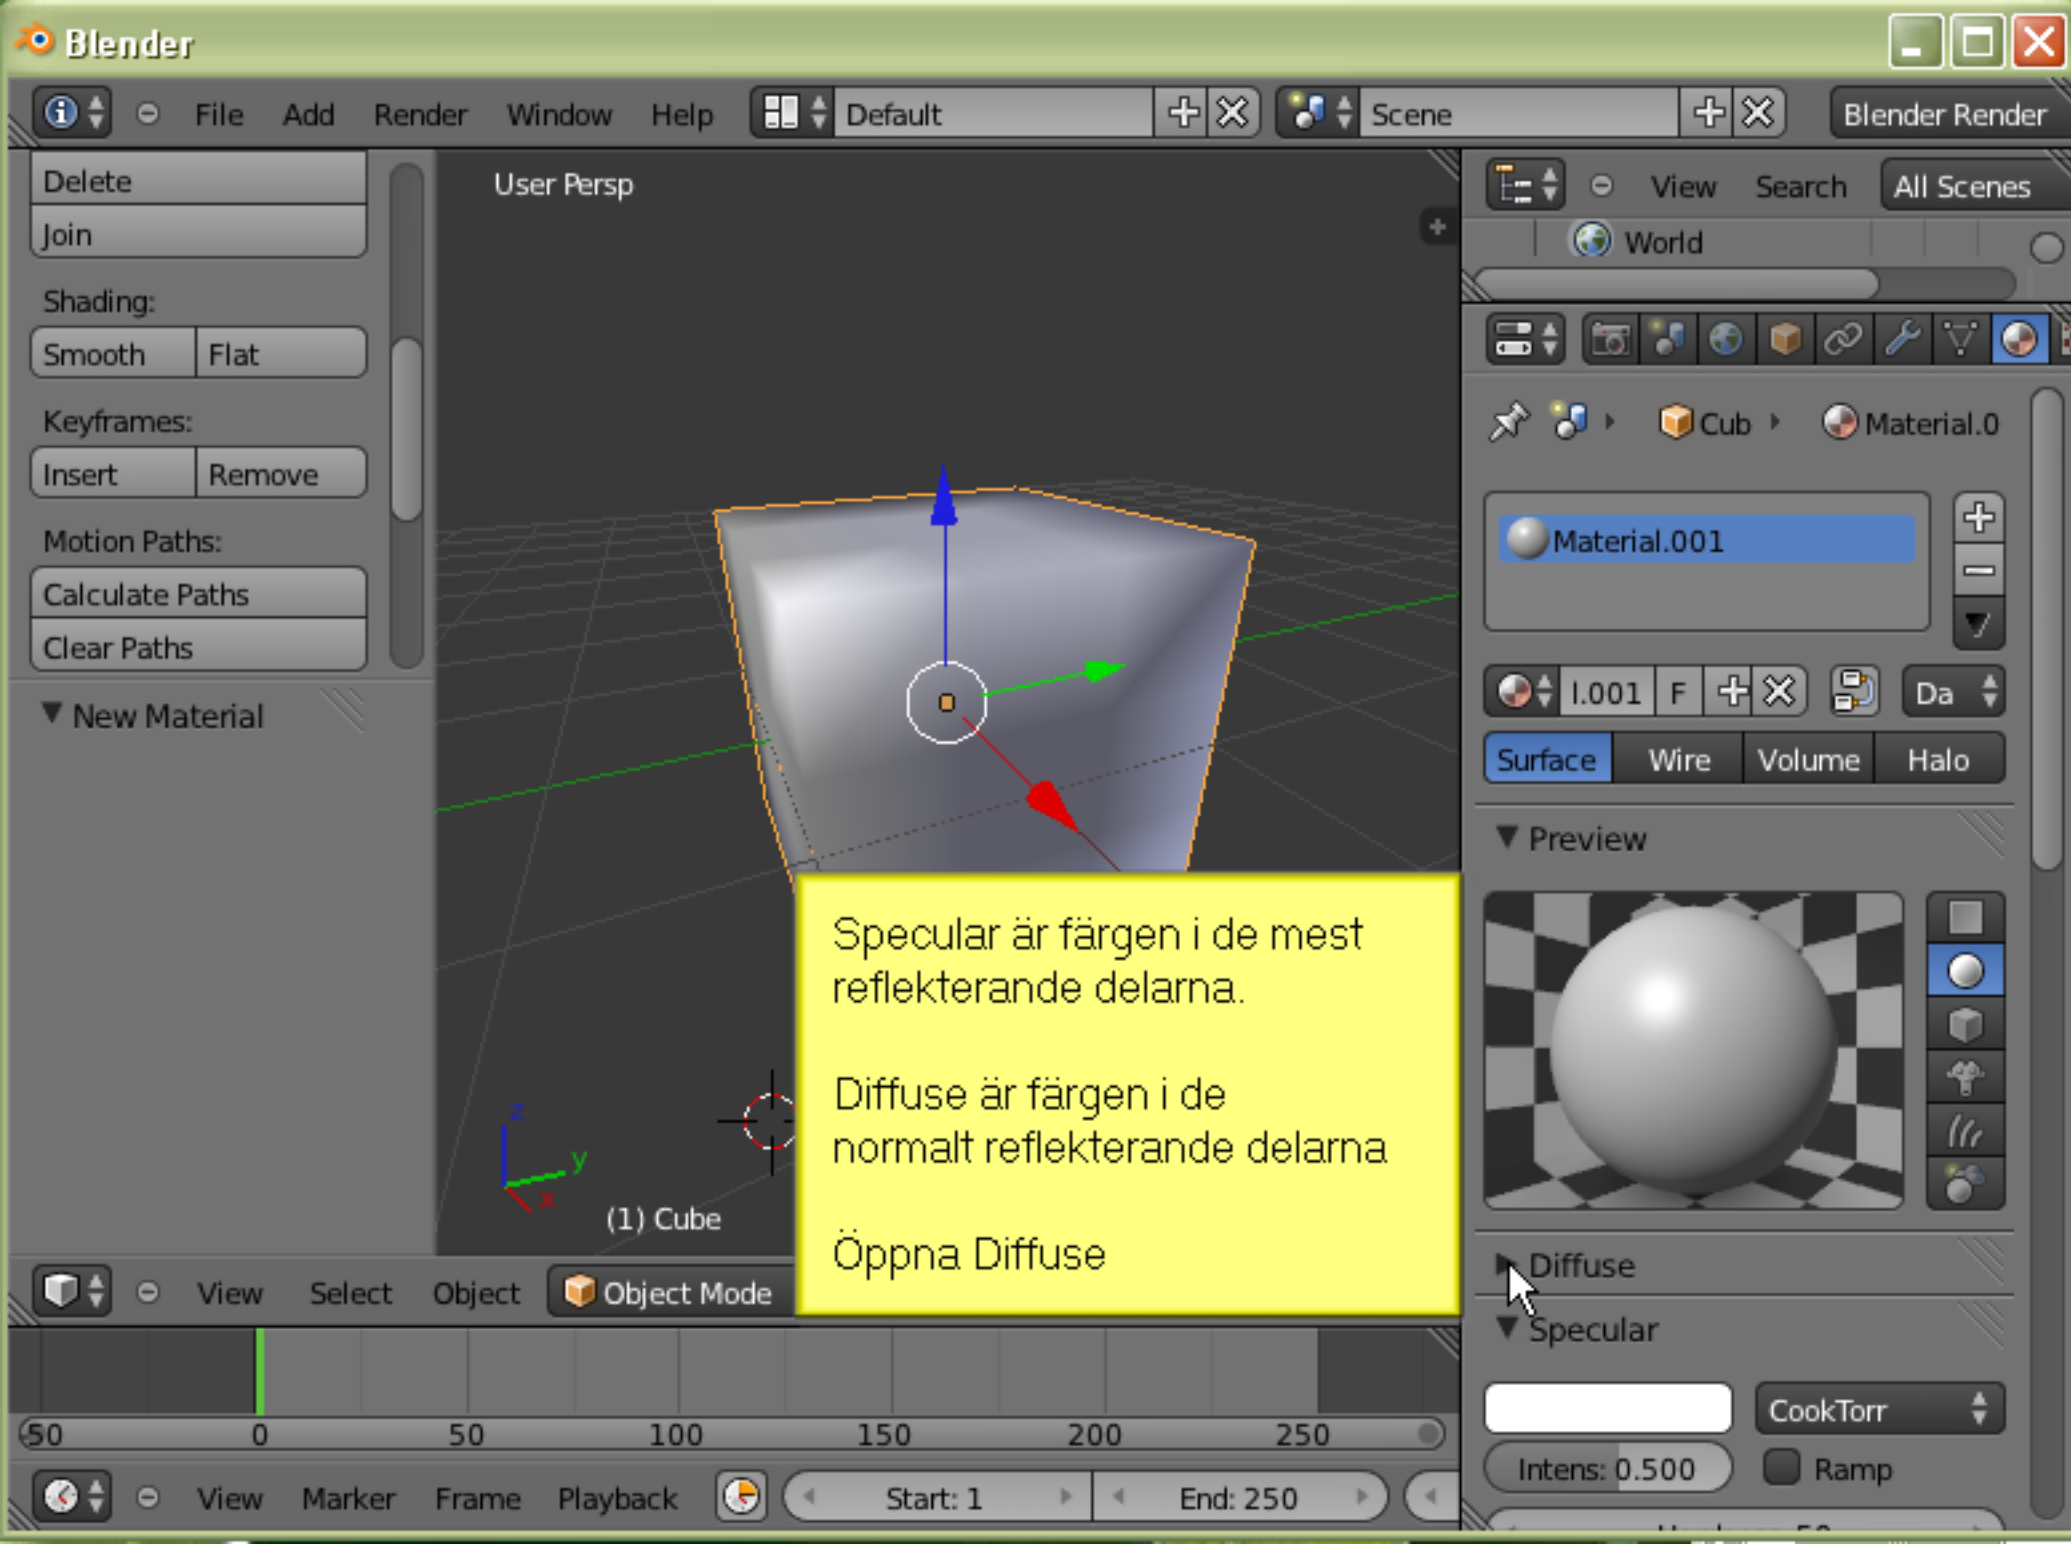 Blender
File Add Render Window Help Default Scene Blender Render
Delete
Join
Shading:
Smooth Flat
Keyframes:
Insert Remove
Motion Paths:
Calculate Paths
Clear Paths
New Material
User Persp
Specular är färgen i de mest
reflekterande delarna.
Diffuse är färgen i de
normalt reflekterande delarna
Öppna Diffuse
z
y
x
(1) Cube
View Select Object Object Mode
-50 0 50 100 150 200 250
View Marker Frame Playback Start: 1 End: 250
View Search All Scenes
World
Cub Material.0
Material.001
l.001 F Da
Surface Wire Volume Halo
Preview
Diffuse
Specular
CookTorr
Intens: 0.500 Ramp